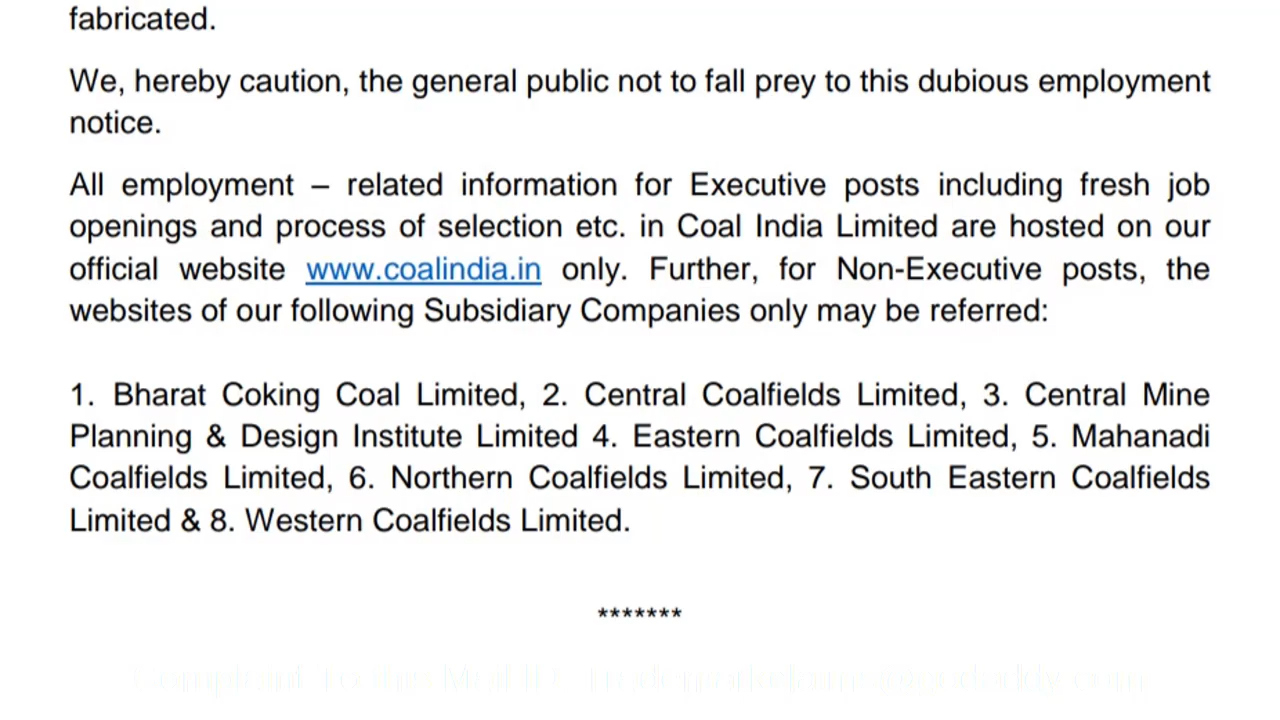 fabricated.
We, hereby caution, the general public not to fall prey to this dubious employment
notice.
All employment – related information for Executive posts including fresh job
openings and process of selection etc. in Coal India Limited are hosted on our
official website www.coalindia.in only. Further, for Non-Executive posts, the
websites of our following Subsidiary Companies only may be referred:
1. Bharat Coking Coal Limited, 2. Central Coalfields Limited, 3. Central Mine
Planning & Design Institute Limited 4. Eastern Coalfields Limited, 5. Mahanadi
Coalfields Limited, 6. Northern Coalfields Limited, 7. South Eastern Coalfields
Limited & 8. Western Coalfields Limited.
*******